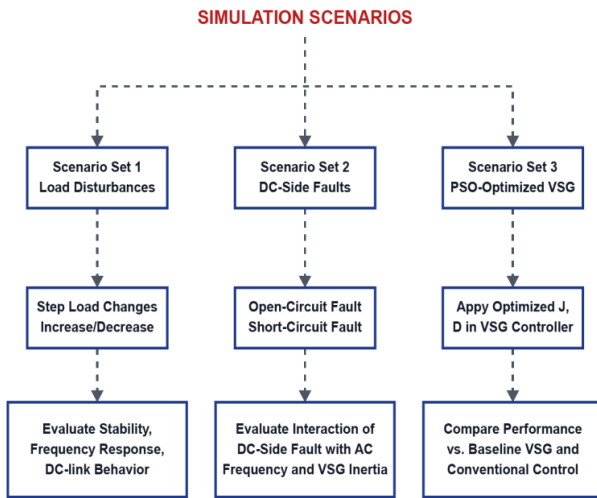 SIMULATION SCENARIOS
Scenario Set 1
Load Disturbances
Scenario Set 2
DC-Side Faults
Scenario Set 3
PSO-Optimized VSG
Step Load Changes
Increase/Decrease
Open-Circuit Fault
Short-Circuit Fault
Appy Optimized J,
D in VSG Controller
Evaluate Stability,
Frequency Response,
DC-link Behavior
Evaluate Interaction of
DC-Side Fault with AC
Frequency and VSG Inertia
Compare Performance
vs. Baseline VSG and
Conventional Control